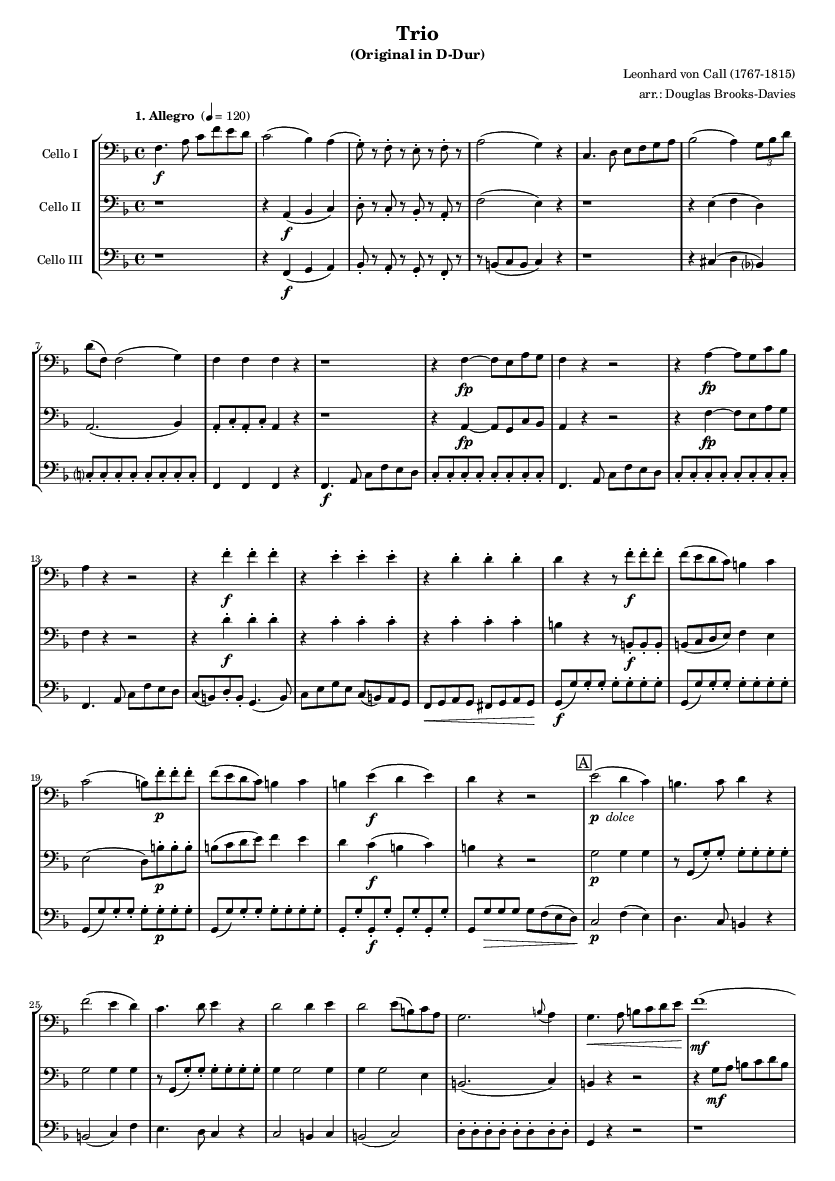 Trio
(Original in D-Dur)
Leonhard von Call (1767-1815)
arr.: Douglas Brooks-Davies
1. Allegro (♩= 120)
Cello I
f
3
Cello II
f
Cello III
f
7
fp fp
fp fp
f
13
f f
f f
f
19
A
p f p dolce
p f p
p f p
25
mf
mf